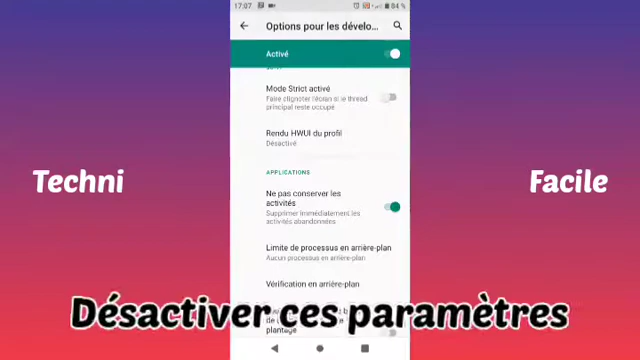 17:07
84 %
Options pour les dévelo...
Activé
Mode Strict activé
Faire clignoter l'écran si le thread
principal reste occupé
Rendu HWUI du profil
Désactivé
APPLICATIONS
Ne pas conserver les
activités
Supprimer immédiatement les
activités abandonnées
Techni
Facile
Limite de processus en arrière-plan
Aucun processus en arrière-plan
Vérification en arrière-plan
Désactiver ces paramètres
plantage